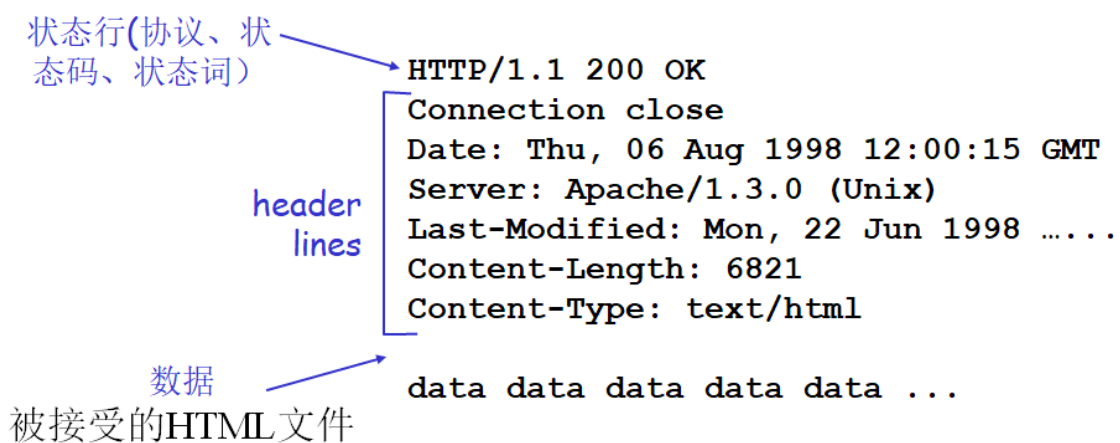 状态行(协议、状
态码、状态词）
HTTP/1.1 200 OK
Connection close
Date: Thu, 06 Aug 1998 12:00:15 GMT
Server: Apache/1.3.0 (Unix)
header
lines
Last-Modified: Mon, 22 Jun 1998 …...
Content-Length: 6821
Content-Type: text/html
数据
data data data data data ...
被接受的HTML文件